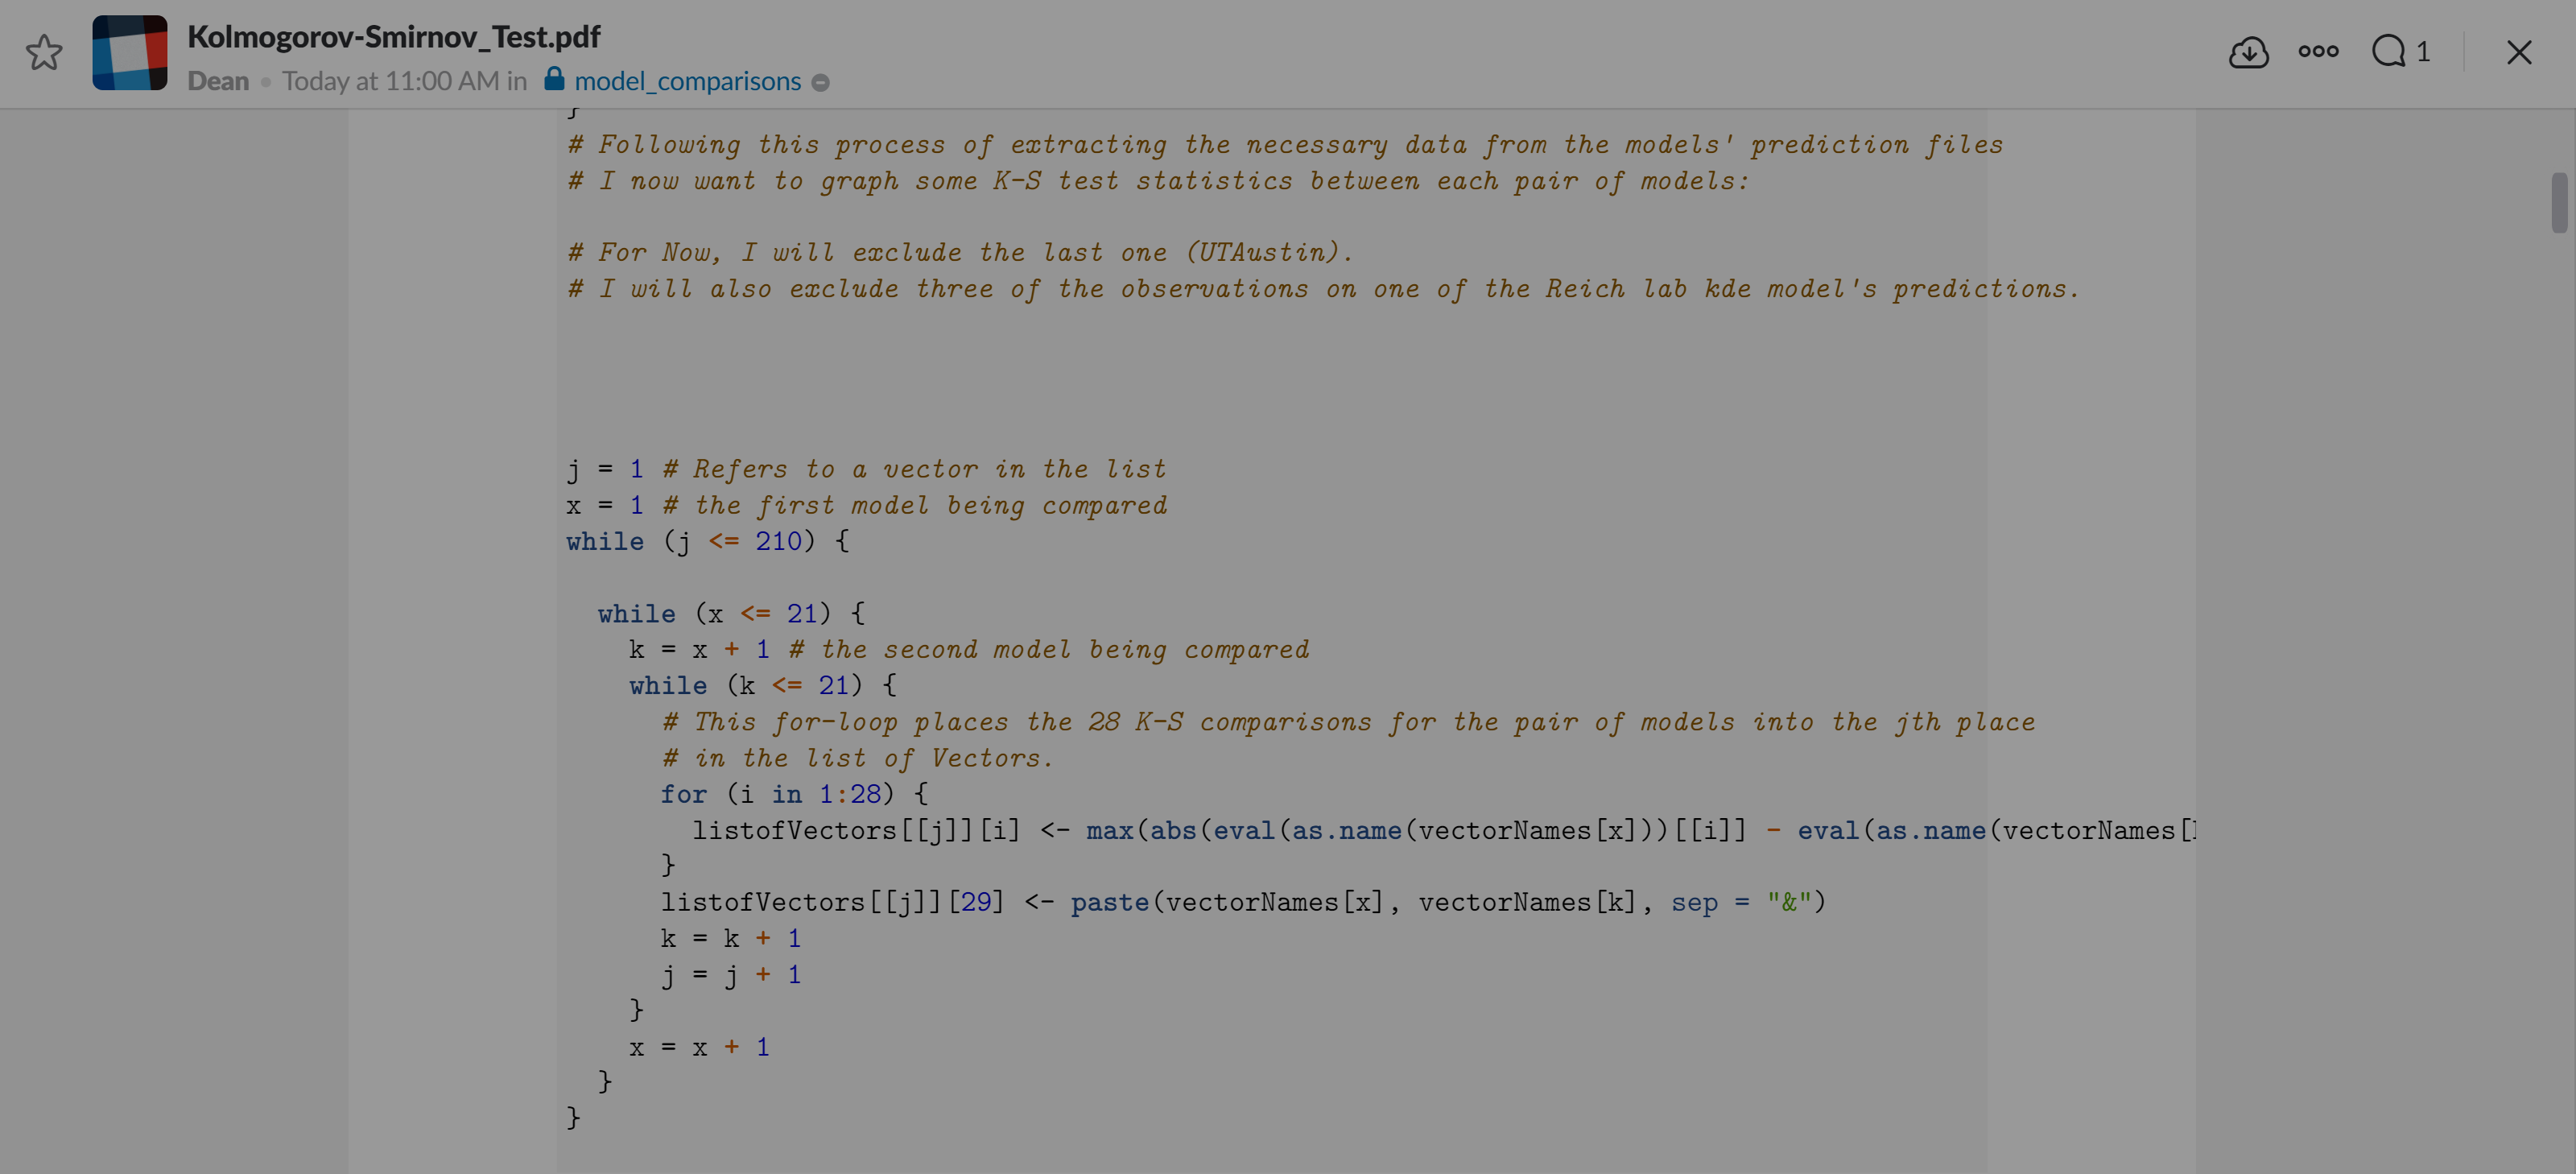 Kolmogorov-Smirnov_Test.pdf
Dean • Today at 11:00 AM in model_comparisons
1
}
# Following this process of extracting the necessary data from the models' prediction files
# I now want to graph some K-S test statistics between each pair of models:
# For Now, I will exclude the last one (UTAustin).
# I will also exclude three of the observations on one of the Reich lab kde model's predictions.
j = 1 # Refers to a vector in the list
x = 1 # the first model being compared
while (j <= 210) {
while (x <= 21) {
k = x + 1 # the second model being compared
while (k <= 21) {
# This for-loop places the 28 K-S comparisons for the pair of models into the jth place
# in the list of Vectors.
for (i in 1:28) {
listofVectors[[j]][i] <- max(abs(eval(as.name(vectorNames[x]))[[i]] - eval(as.name(vectorNames[
}
listofVectors[[j]][29] <- paste(vectorNames[x], vectorNames[k], sep = "&")
k = k + 1
j = j + 1
}
x = x + 1
}
}